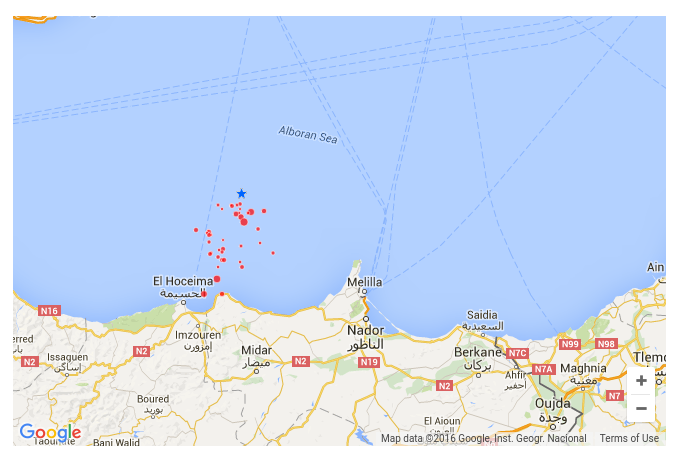 Alboran Sea
El Hoceima
الحسيمة
Melilla
Ain
N16
Imzouren
إمزورن
Nador
الناظور
Saidia
السعيدية
N99
N98
N2
Midar
ميضار
N2
N19
Berkane
بركان
N7C
N7A
Ahfir
أحفير
Maghnia
مغنية
Tlemc
Issaguen
إساكن
N2
N2
N7
Boured
بورد
Oujda
وجدة
El Aioun
Bani Walid
Google
Map data ©2016 Google, Inst. Geogr. Nacional
Terms of Use